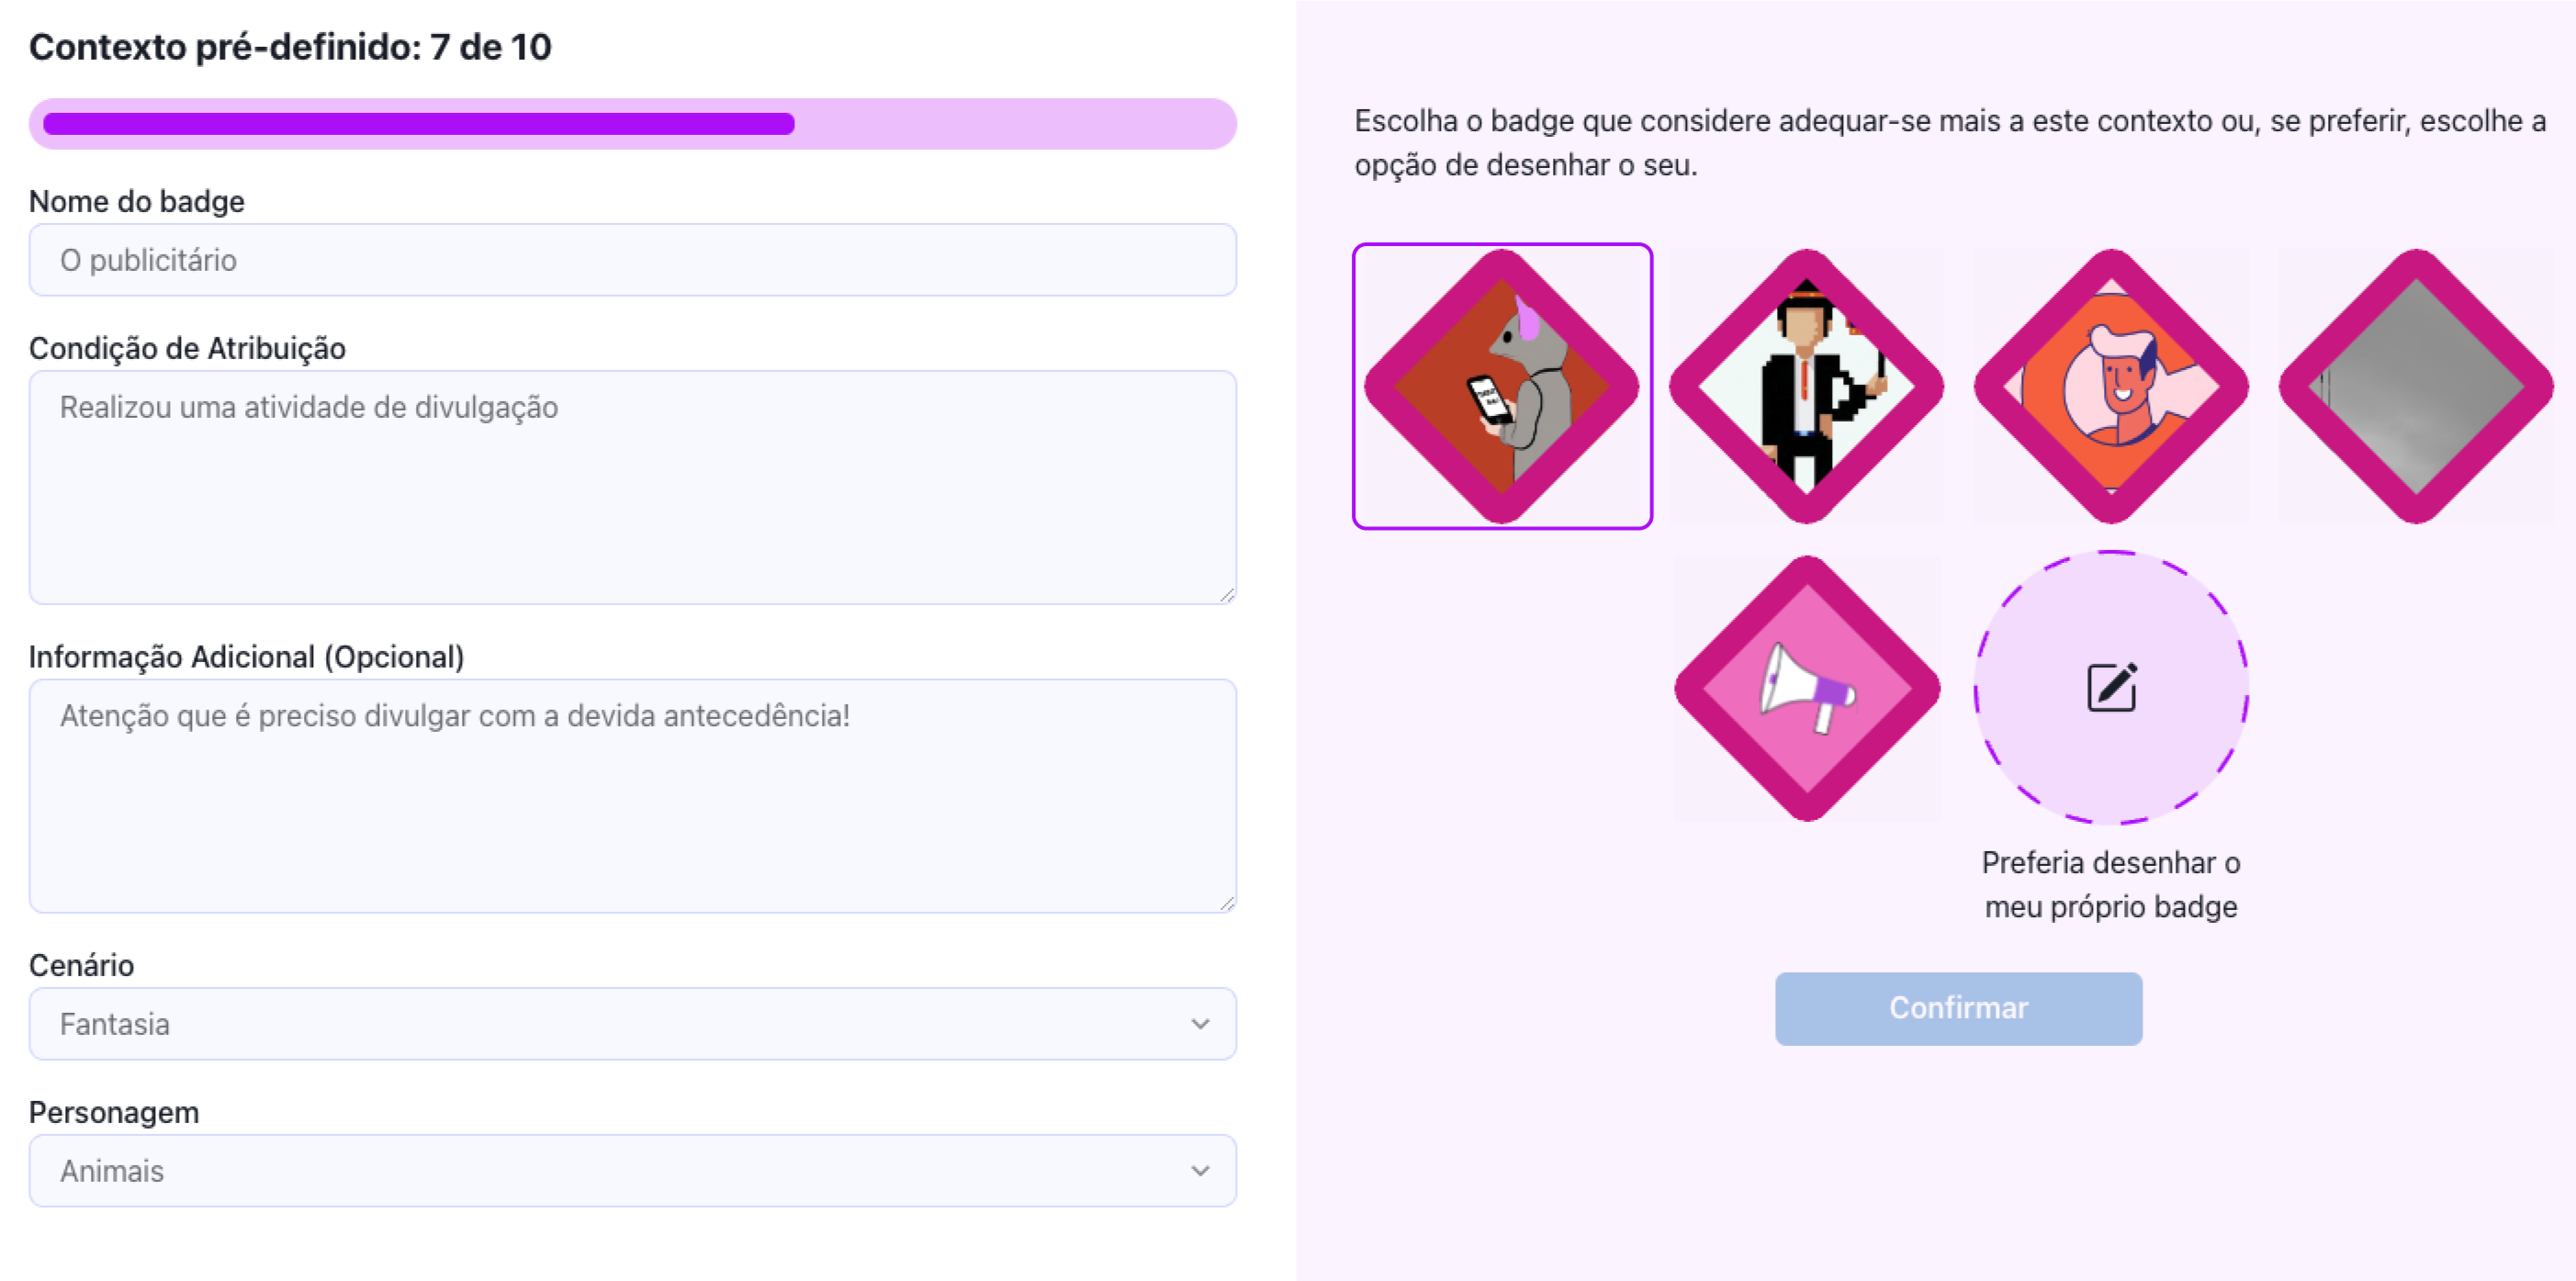 Contexto pré-definido: 7 de 10
Nome do badge
O publicitário
Condição de Atribuição
Realizou uma atividade de divulgação
Informação Adicional (Opcional)
Atenção que é preciso divulgar com a devida antecedência!
Cenário
Fantasia
Personagem
Animais
Escolha o badge que considere adequar-se mais a este contexto ou, se preferir, escolhe a
opção de desenhar o seu.
Preferia desenhar o
meu próprio badge
Confirmar